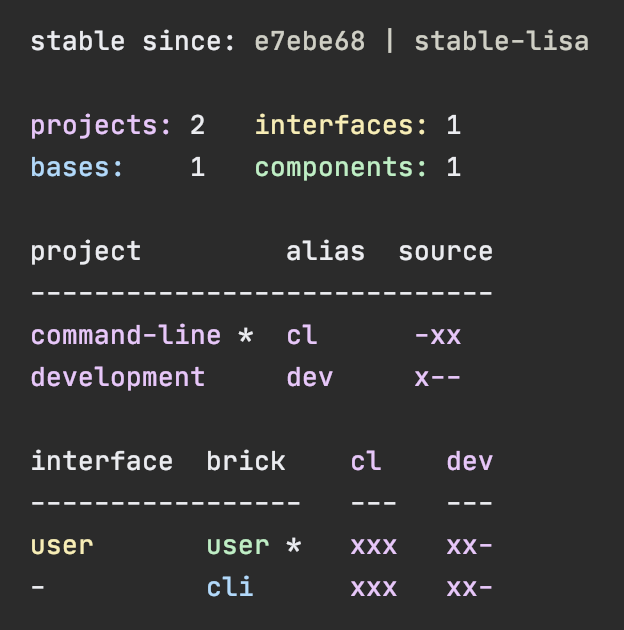 stable since: e7ebe68 | stable-lisa
projects: 2   interfaces: 1
bases:    1   components: 1
project         alias  source
-----------------------------
command-line *  cl      -xx
development     dev     x--
interface  brick    cl    dev
-----------------   ---   ---
user       user *   xxx   xx-
-          cli      xxx   xx-